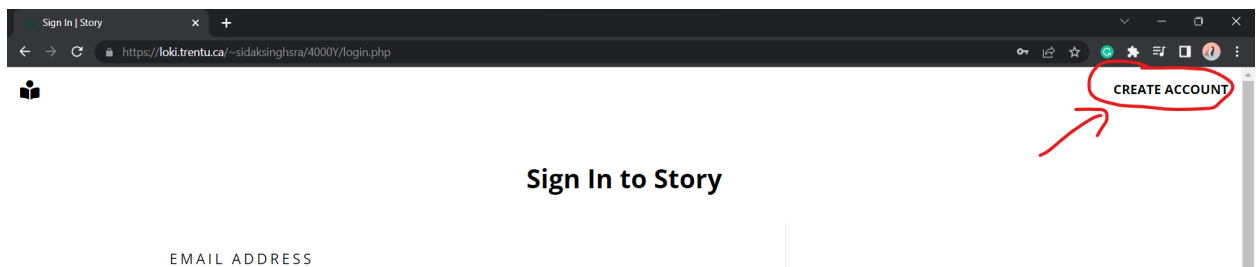 Sign In | Story
https://loki.trentu.ca/~sidaksinghsra/4000Y/login.php
CREATE ACCOUNT
Sign In to Story
EMAIL ADDRESS